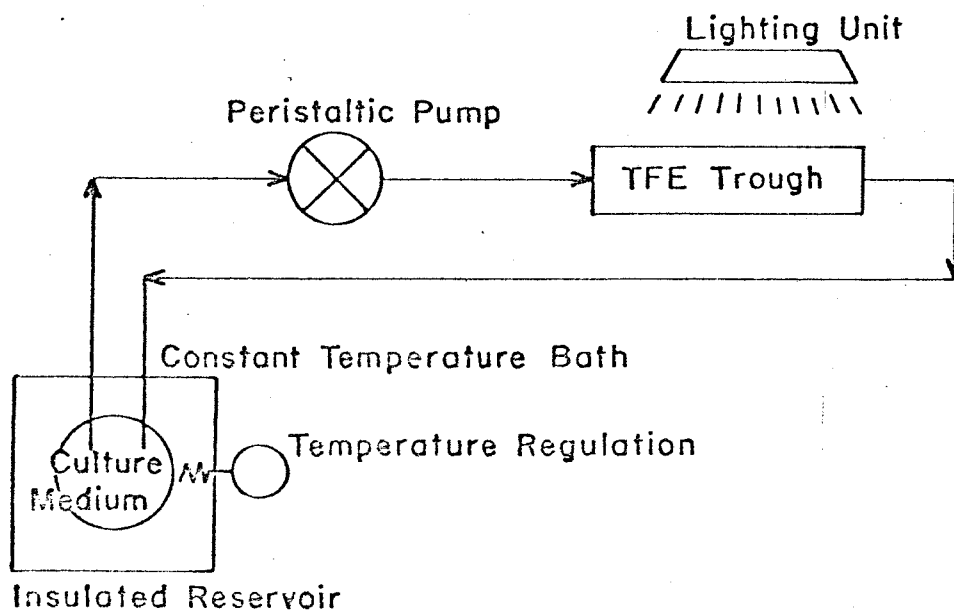 Lighting Unit
Peristaltic Pump
TFE Trough
Constant Temperature Bath
Temperature Regulation
Culture
Medium
Insulated Reservoir